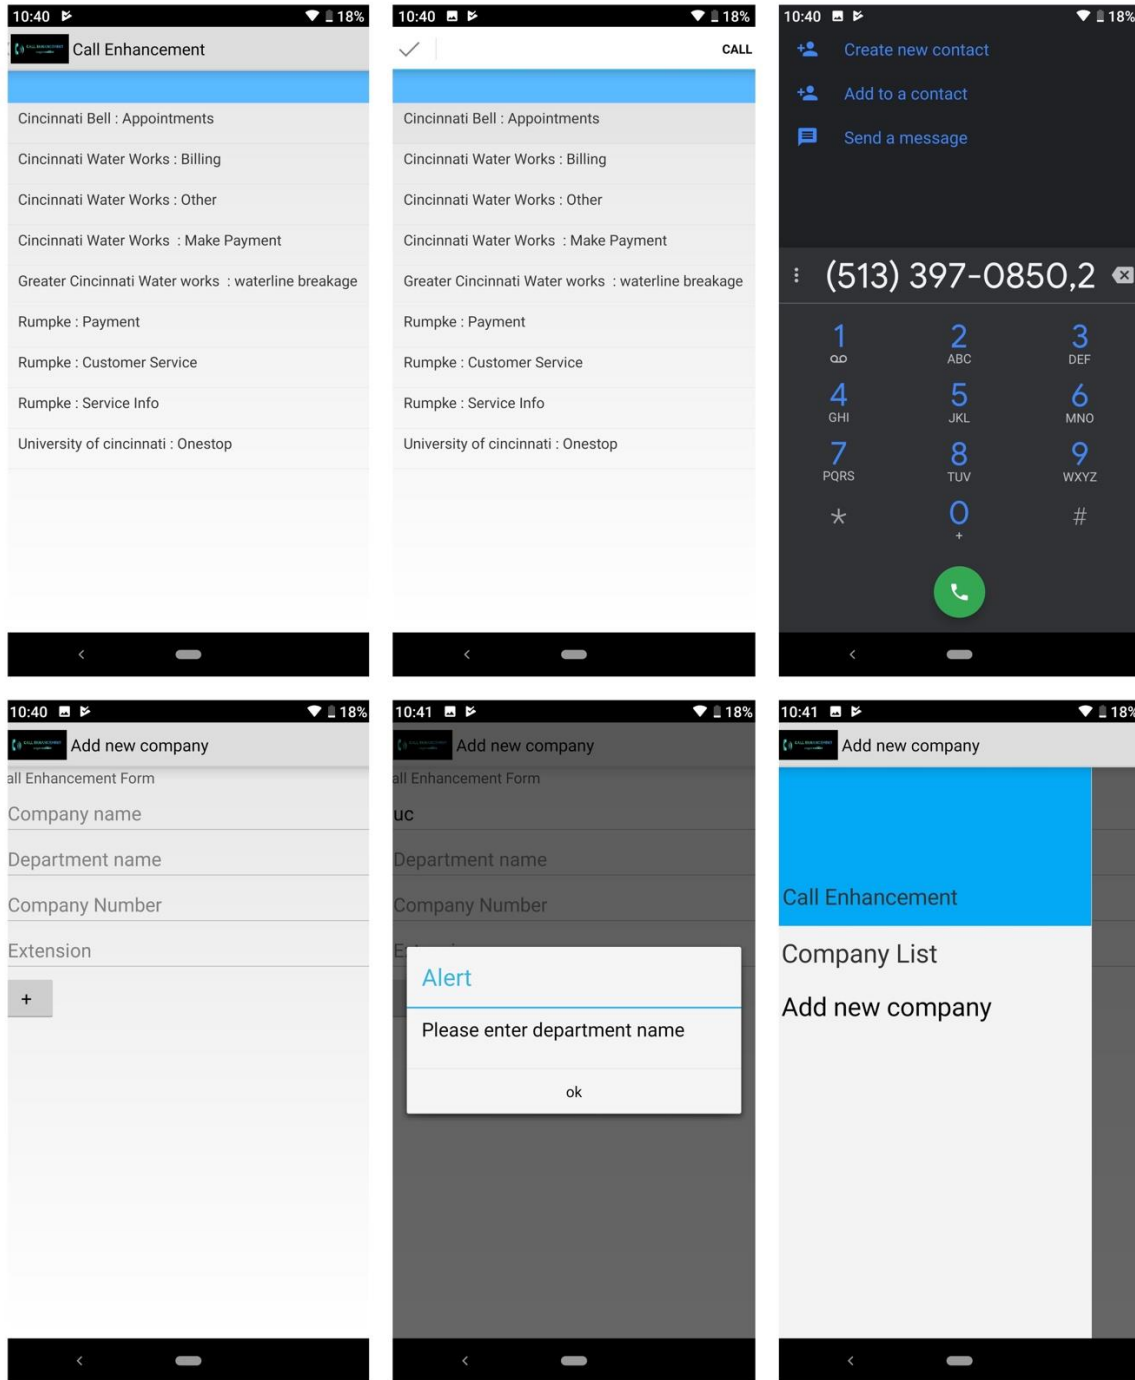 10:40 18%
Call Enhancement
Cincinnati Bell : Appointments
Cincinnati Water Works : Billing
Cincinnati Water Works : Other
Cincinnati Water Works : Make Payment
Greater Cincinnati Water works : waterline breakage
Rumpke : Payment
Rumpke : Customer Service
Rumpke : Service Info
University of cincinnati : Onestop
10:40 18%
CALL
Cincinnati Bell : Appointments
Cincinnati Water Works : Billing
Cincinnati Water Works : Other
Cincinnati Water Works : Make Payment
Greater Cincinnati Water works : waterline breakage
Rumpke : Payment
Rumpke : Customer Service
Rumpke : Service Info
University of cincinnati : Onestop
10:40 18%
Create new contact
Add to a contact
Send a message
(513) 397-0850,2
1 2 3
ABC DEF
4 5 6
GHI JKL MNO
7 8 9
PQRS TUV WXYZ
* 0 #
+
10:40 18%
Add new company
all Enhancement Form
Company name
Department name
Company Number
Extension
+
10:41 18%
Add new company
all Enhancement Form
uc
Department name
Company Number
Alert
Please enter department name
ok
10:41 18%
Add new company
Call Enhancement
Company List
Add new company